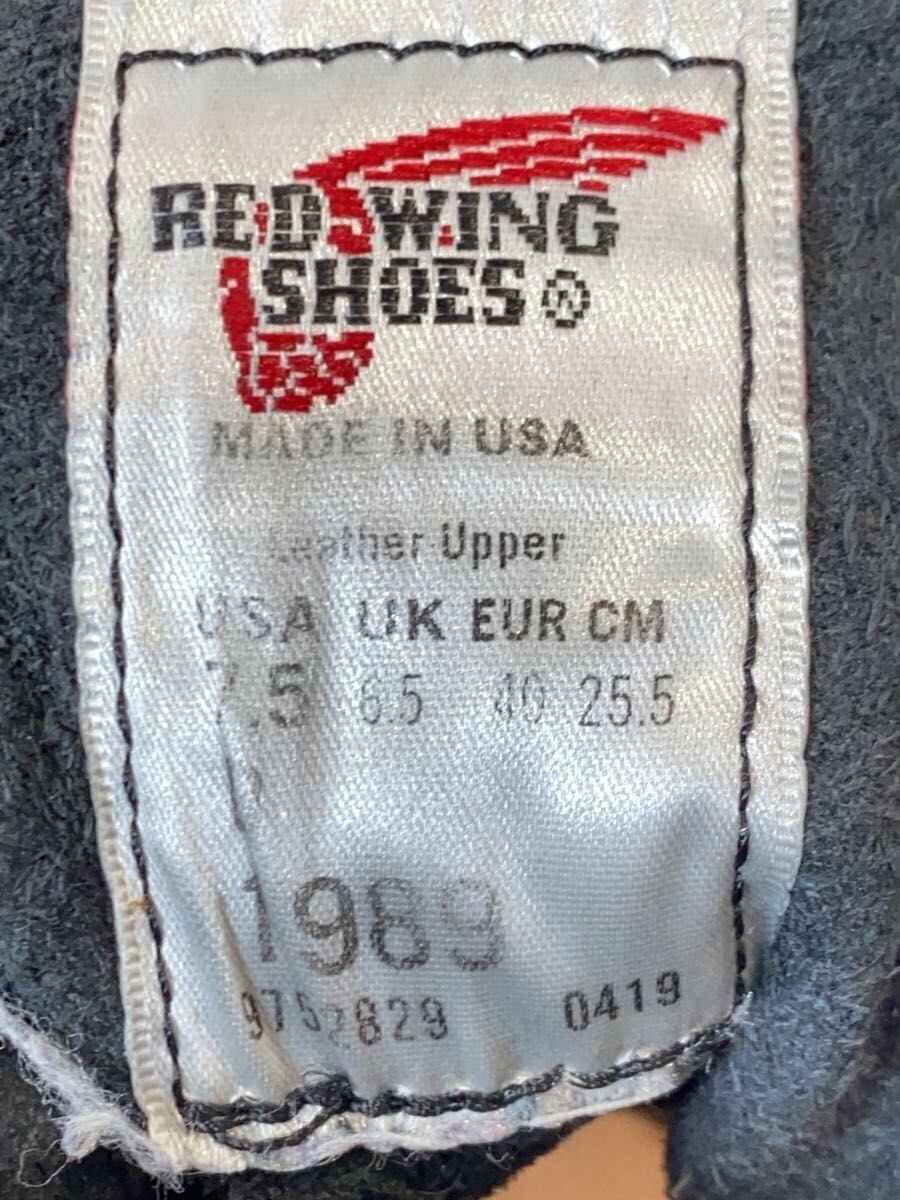 RED WING
SHOES ®
MADE IN USA
Leather Upper
USA UK EUR CM
7.5 6.5 40 25.5
1989
9752829 0419